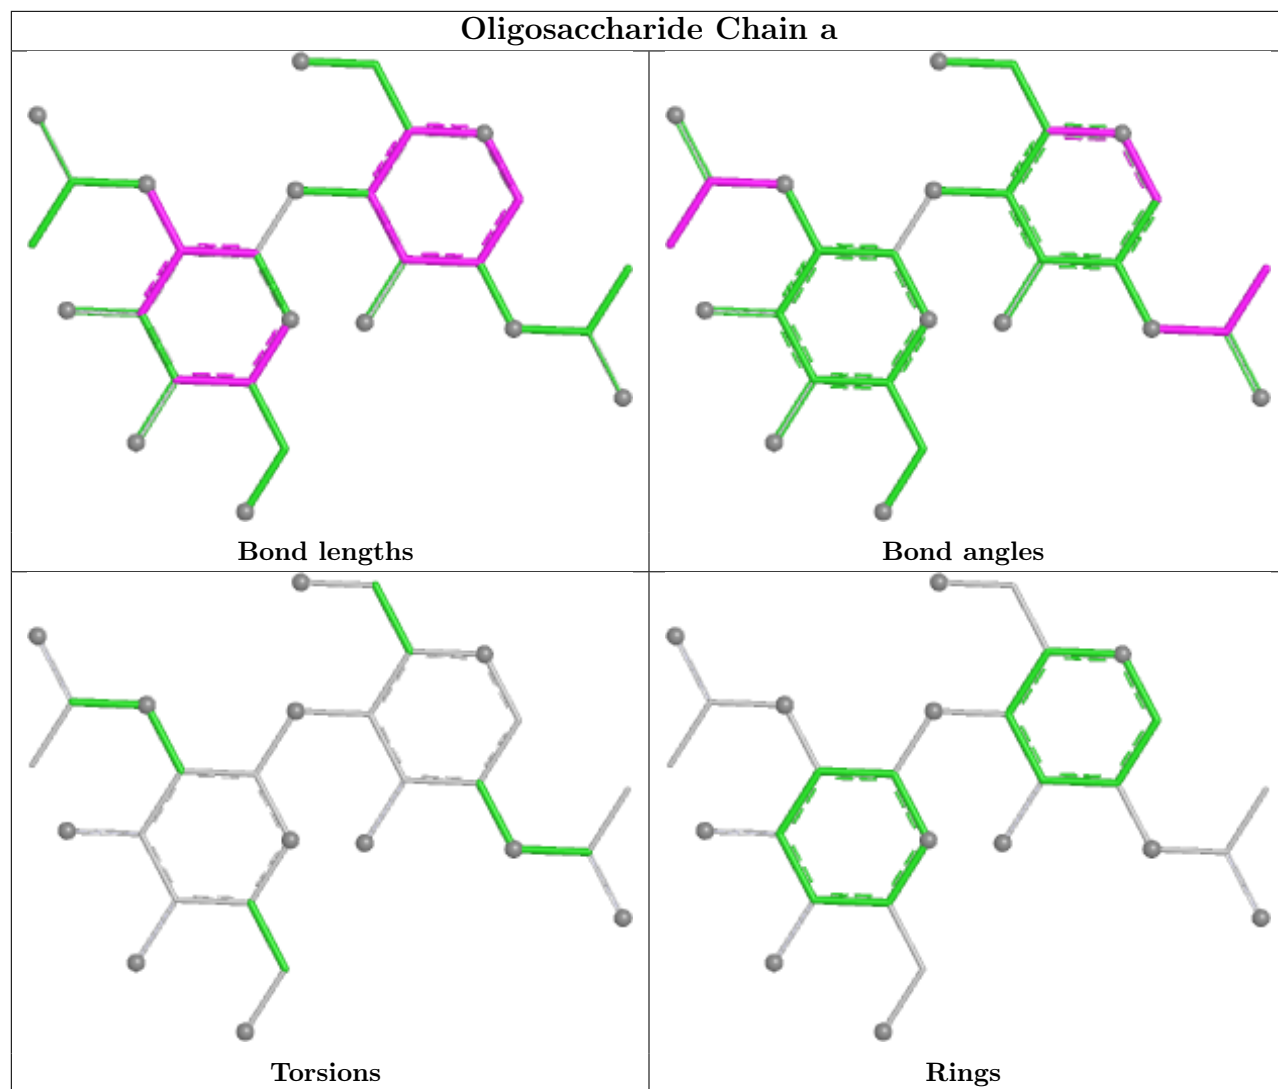 Oligosaccharide Chain a
Bond lengths
Bond angles
Torsions
Rings